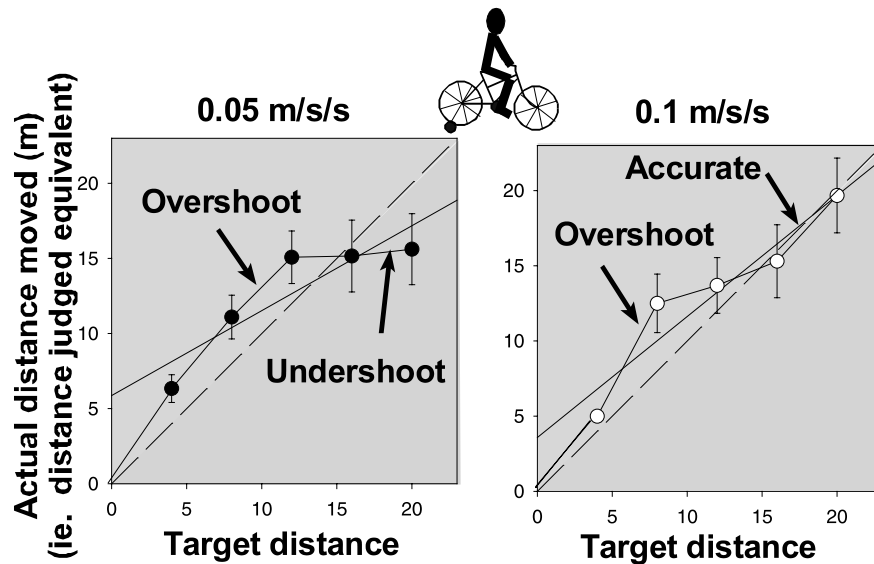 Actual distance moved (m)
(ie. distance judged equivalent)
0.05 m/s/s
20
15
10
5
0
Overshoot
Undershoot
0
5
10
15
20
Target distance
0.1 m/s/s
20
15
10
5
0
Accurate
Overshoot
0
5
10
15
20
Target distance